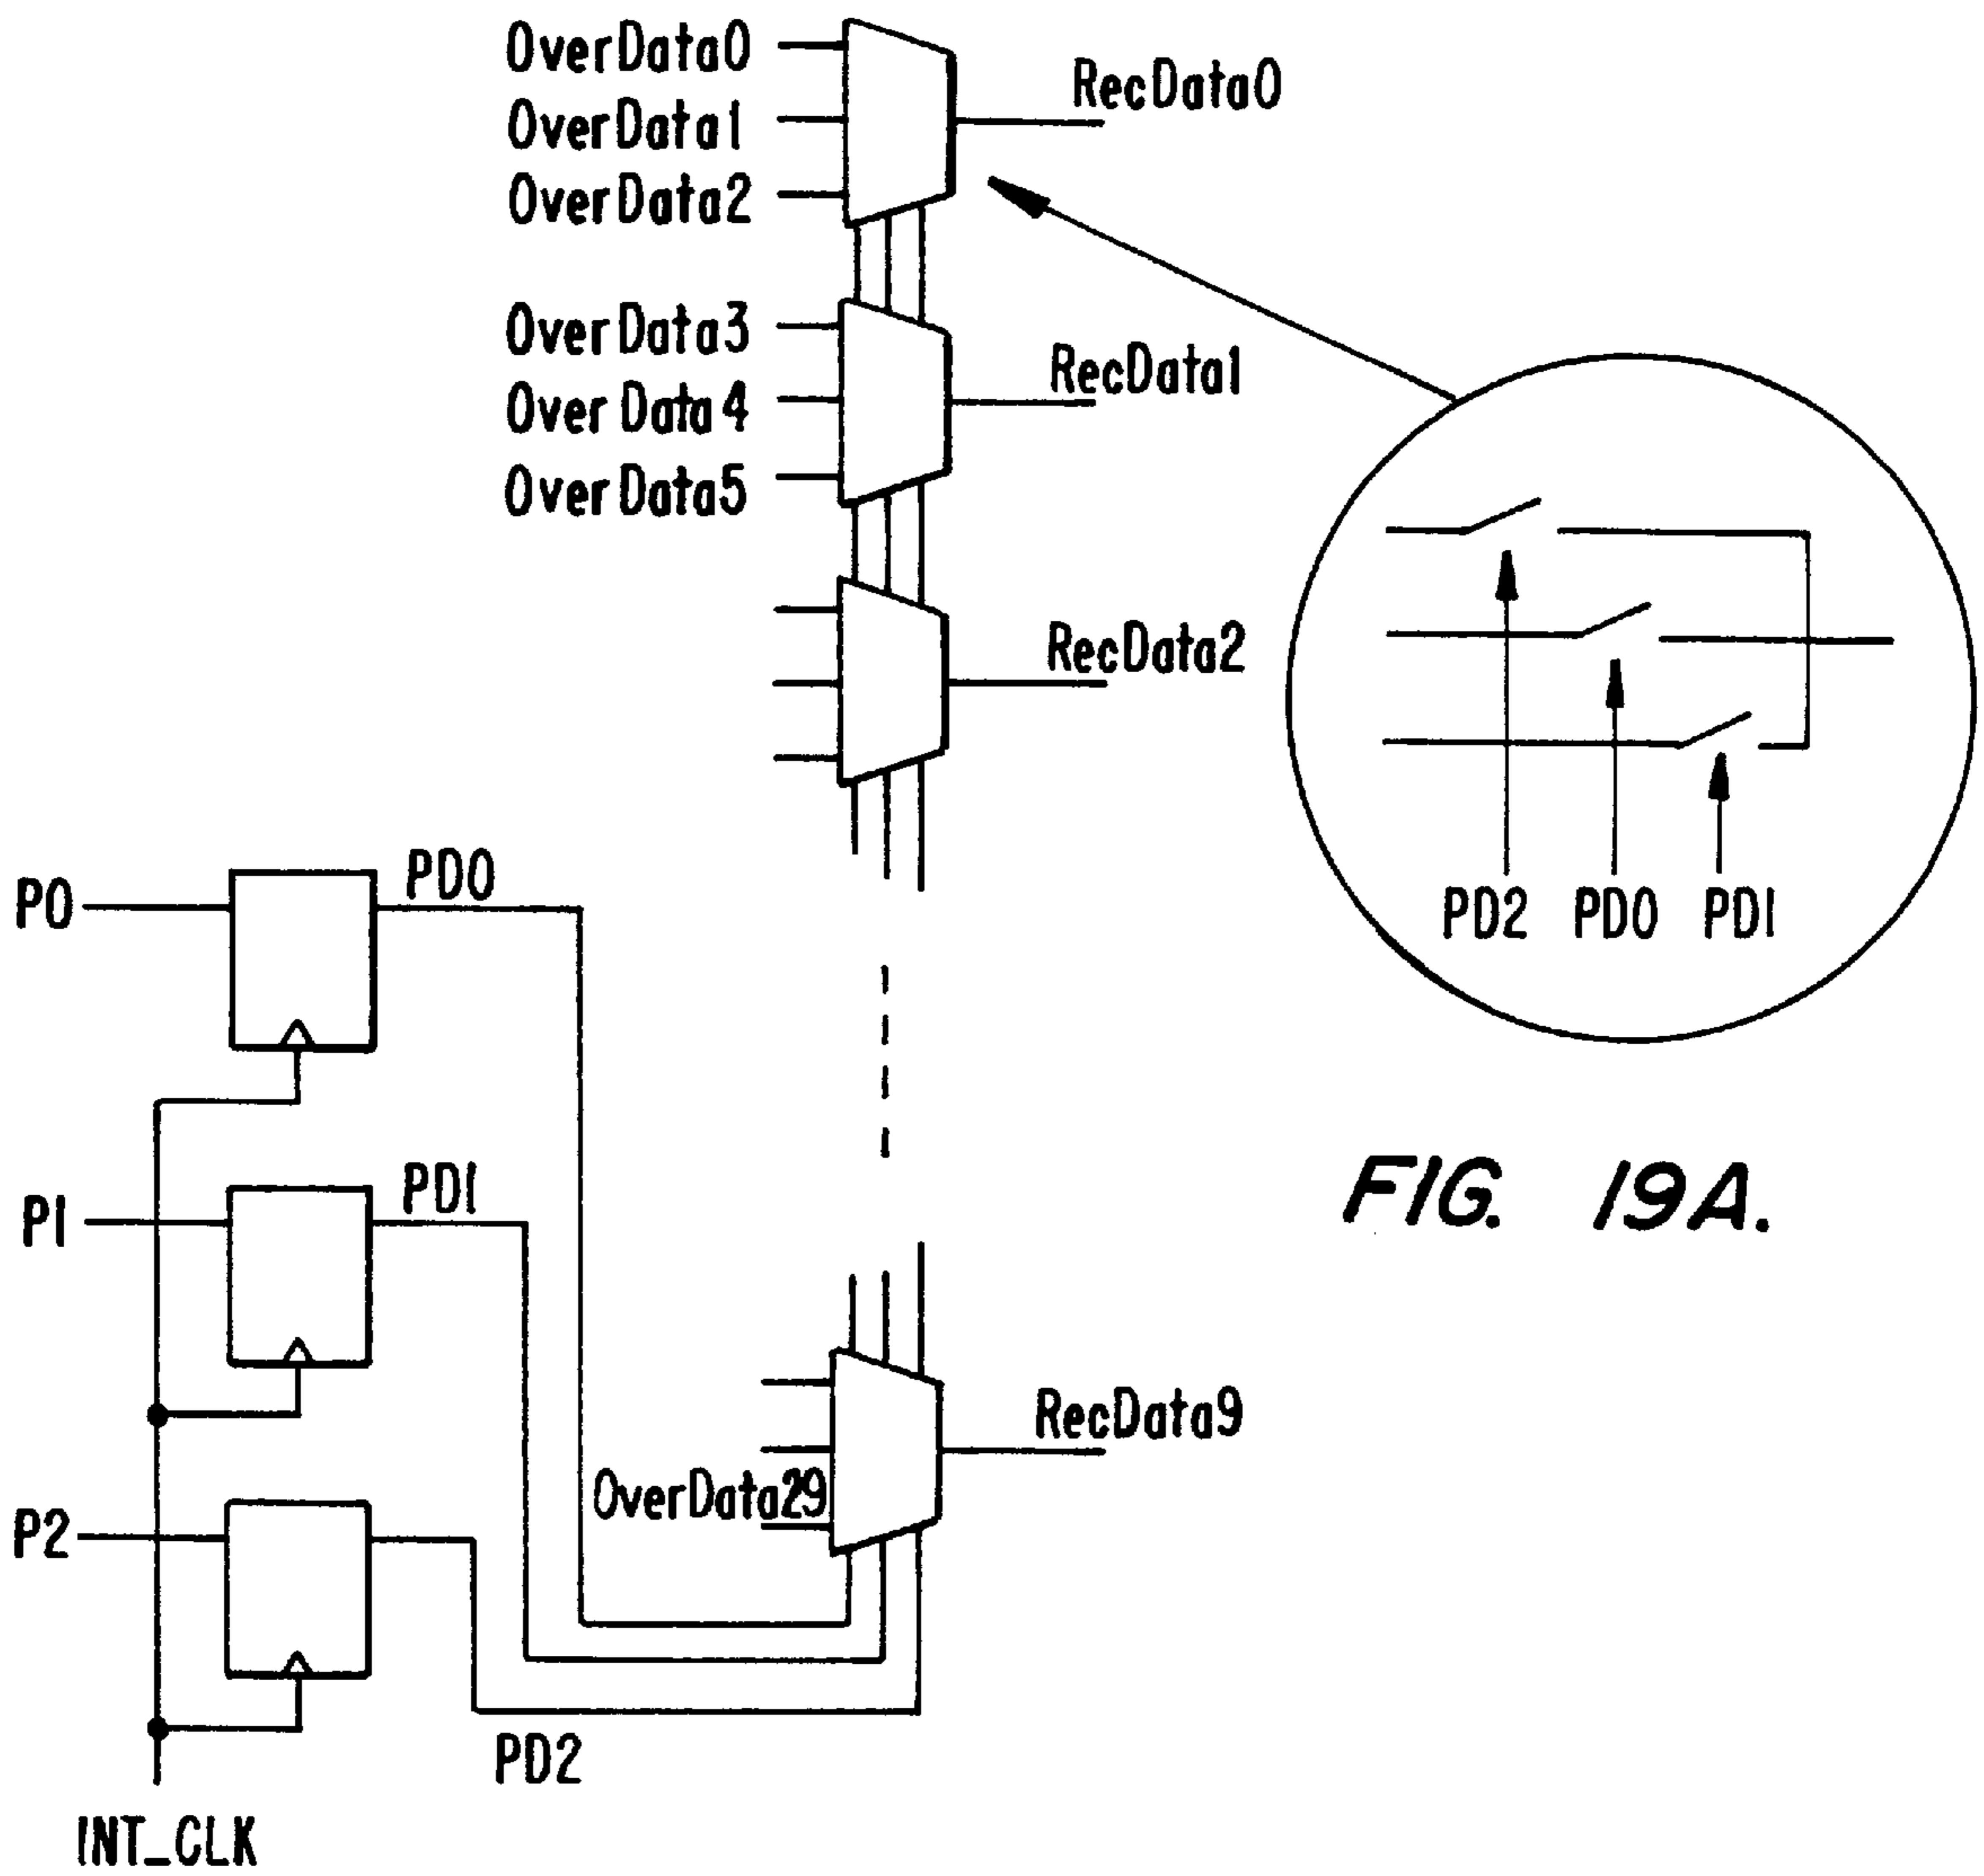 OverData0
OverData1
OverData2
RecData0
OverData3
OverData4
OverData5
RecData1
RecData2
PD2 PD0 PD1
P0
PD0
P1
PD1
P2
PD2
INT_CLK
OverData29
RecData9
FIG. 19A.